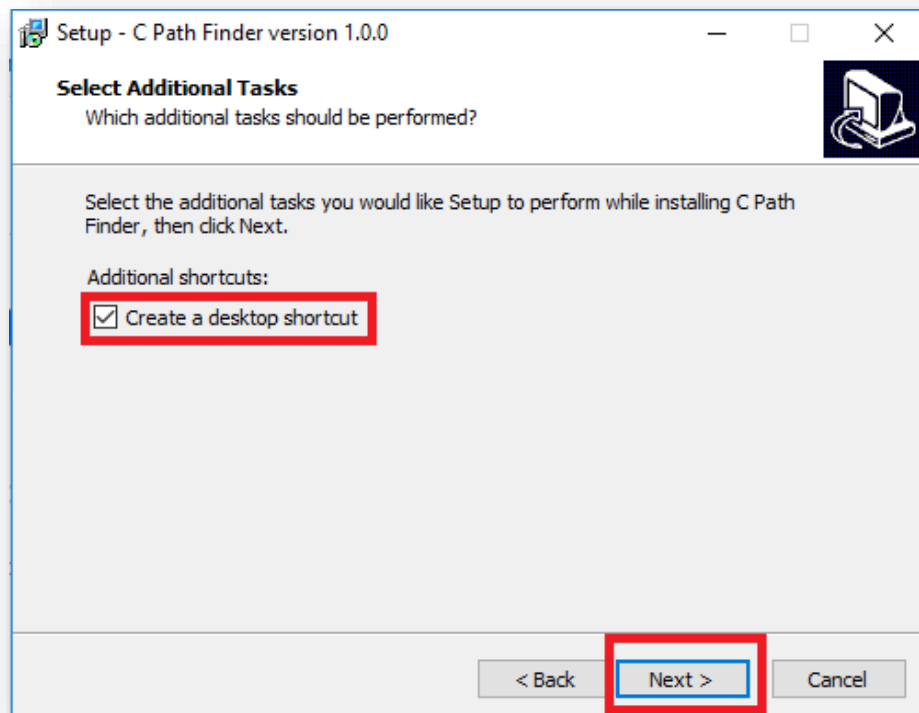 Setup - C Path Finder version 1.0.0
Select Additional Tasks
Which additional tasks should be performed?
Select the additional tasks you would like Setup to perform while installing C Path
Finder, then click Next.
Additional shortcuts:
Create a desktop shortcut
< Back
Next >
Cancel